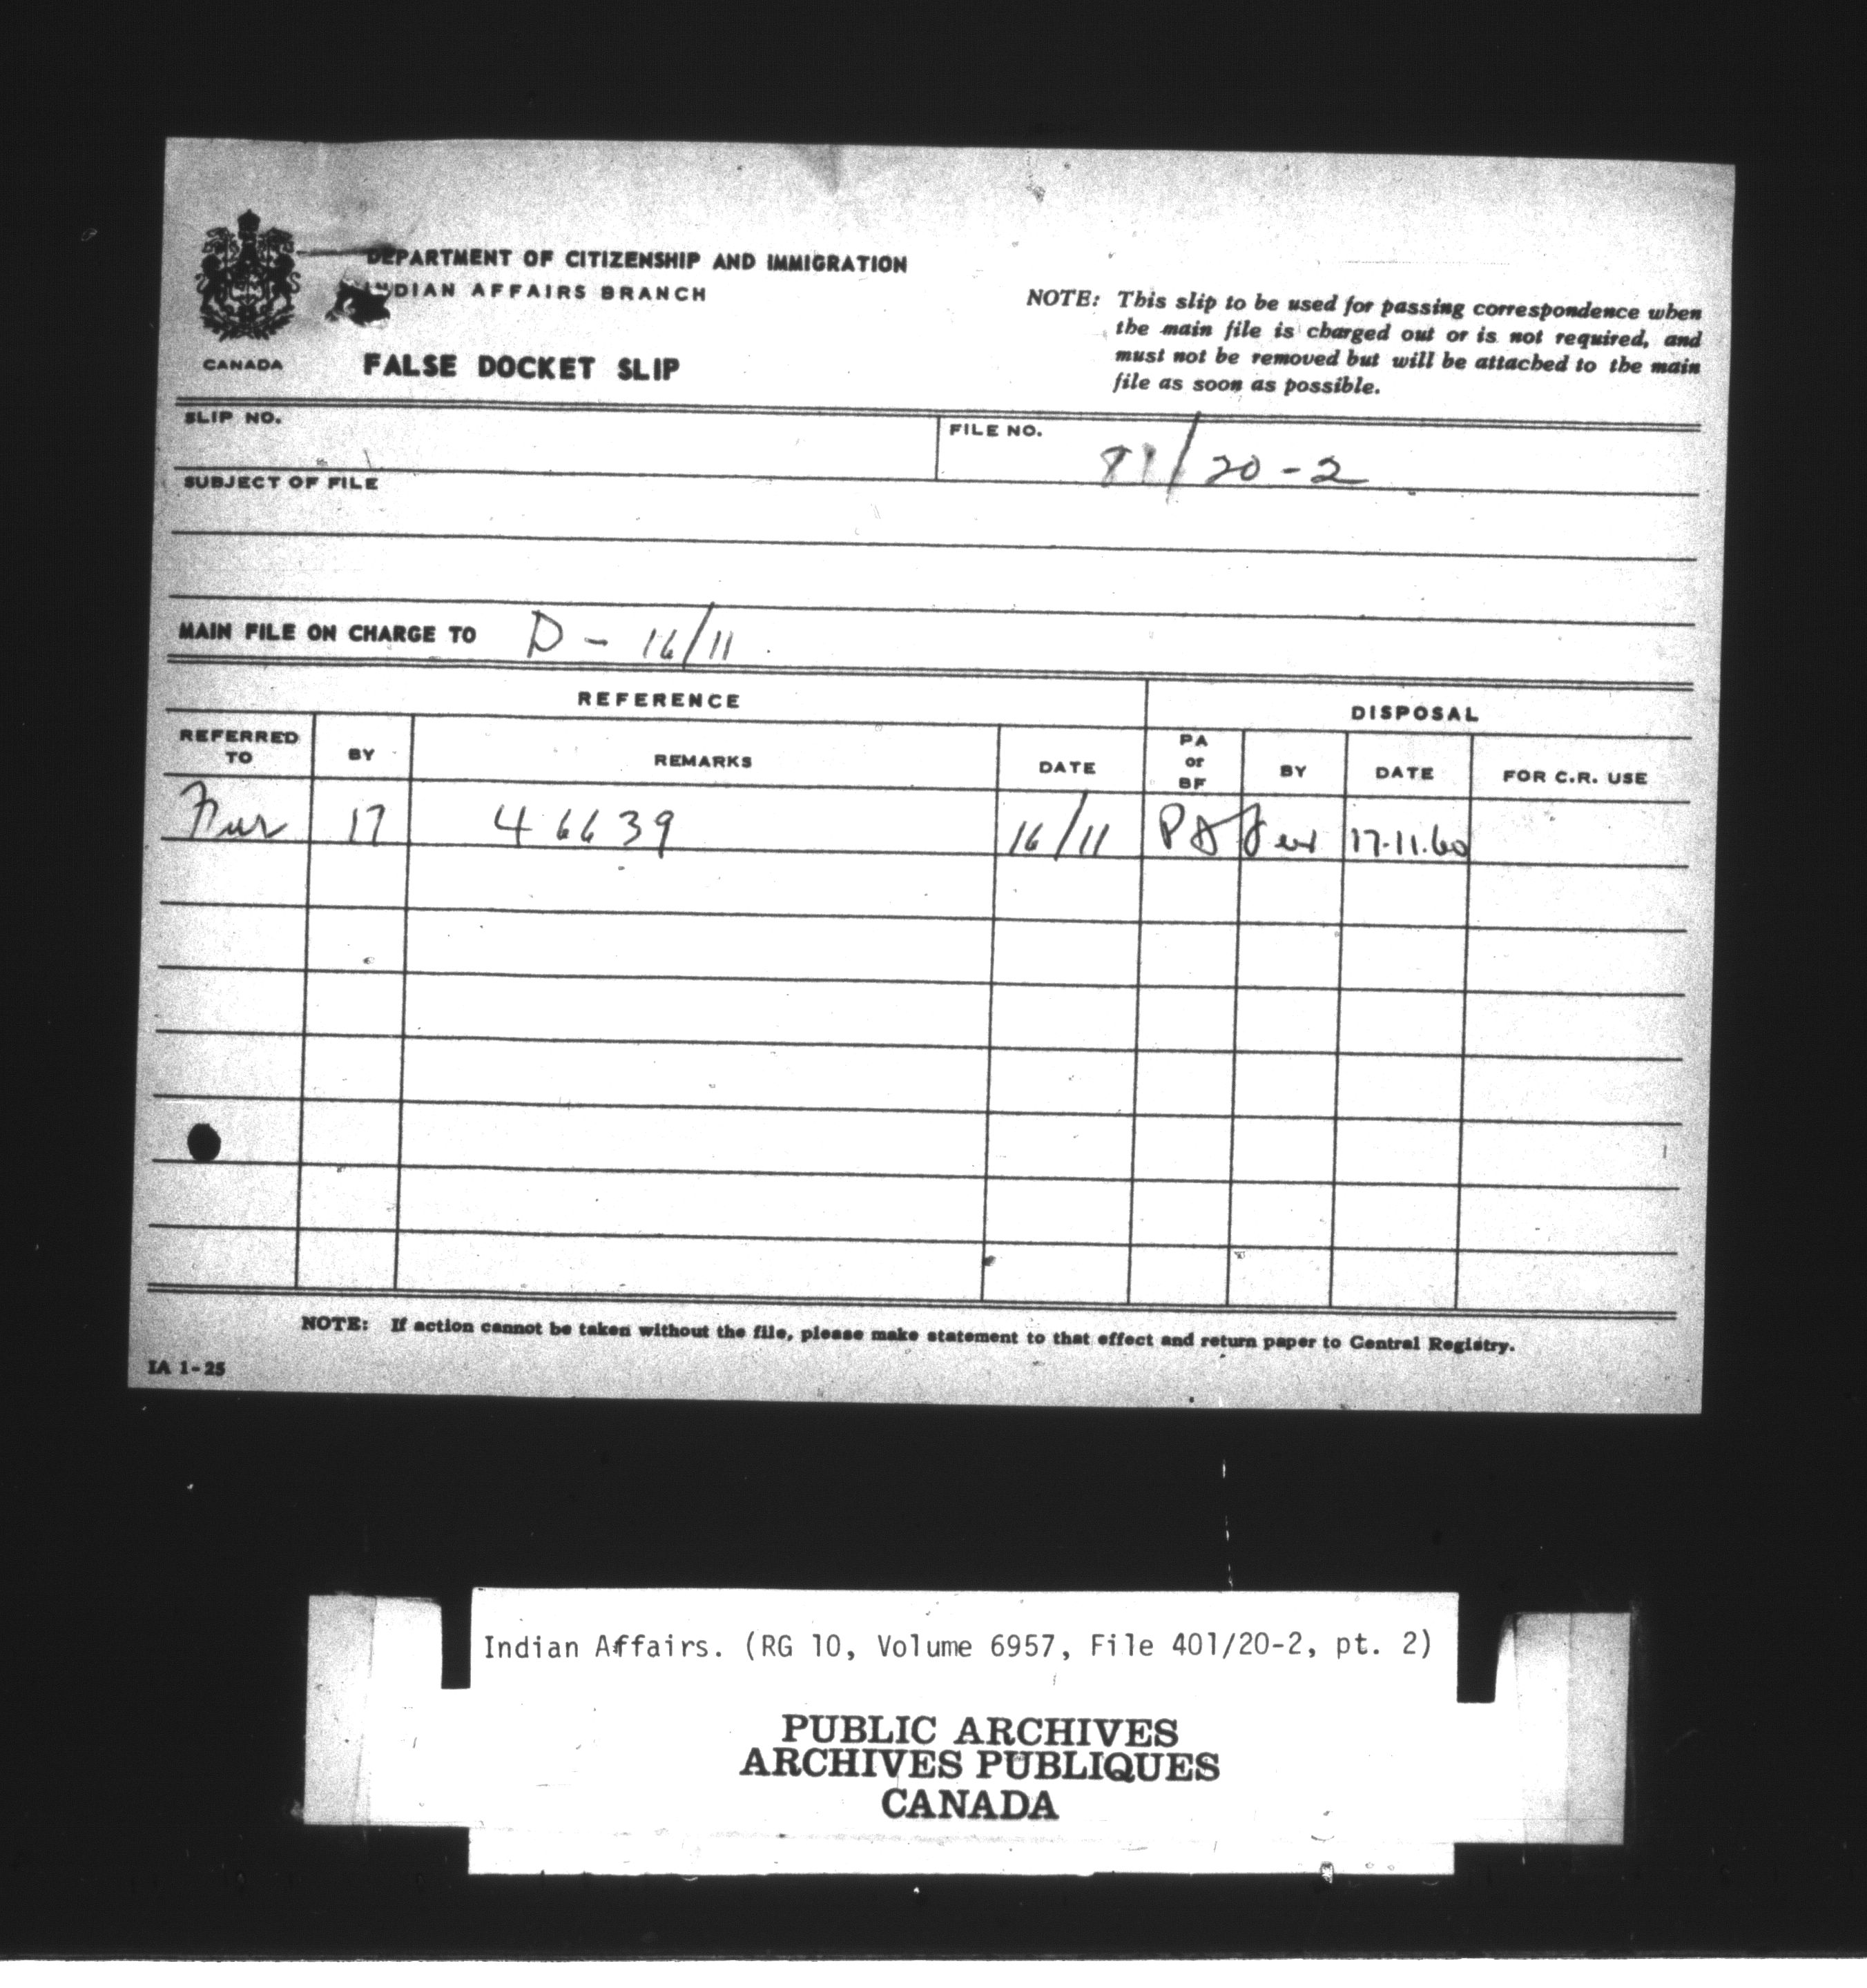 DEPARTMENT OF CITIZENSHIP AND IMMIGRATION
INDIAN AFFAIRS BRANCH
CANADA
FALSE DOCKET SLIP
NOTE: This slip to be used for passing correspondence when
the main file is charged out or is not required, and
must not be removed but will be attached to the main
file as soon as possible.
SLIP NO.
FILE NO. 81/20-2
SUBJECT OF FILE
MAIN FILE ON CHARGE TO D - 16/11
REFERENCE DISPOSAL
REFERRED TO BY REMARKS DATE PA or BF BY DATE FOR C.R. USE
17 46639 16/11 PA 17.11.60
NOTE: If action cannot be taken without the file, please make statement to that effect and return paper to Central Registry.
IA 1-25
Indian Affairs. (RG 10, Volume 6957, File 401/20-2, pt. 2)
PUBLIC ARCHIVES
ARCHIVES PUBLIQUES
CANADA